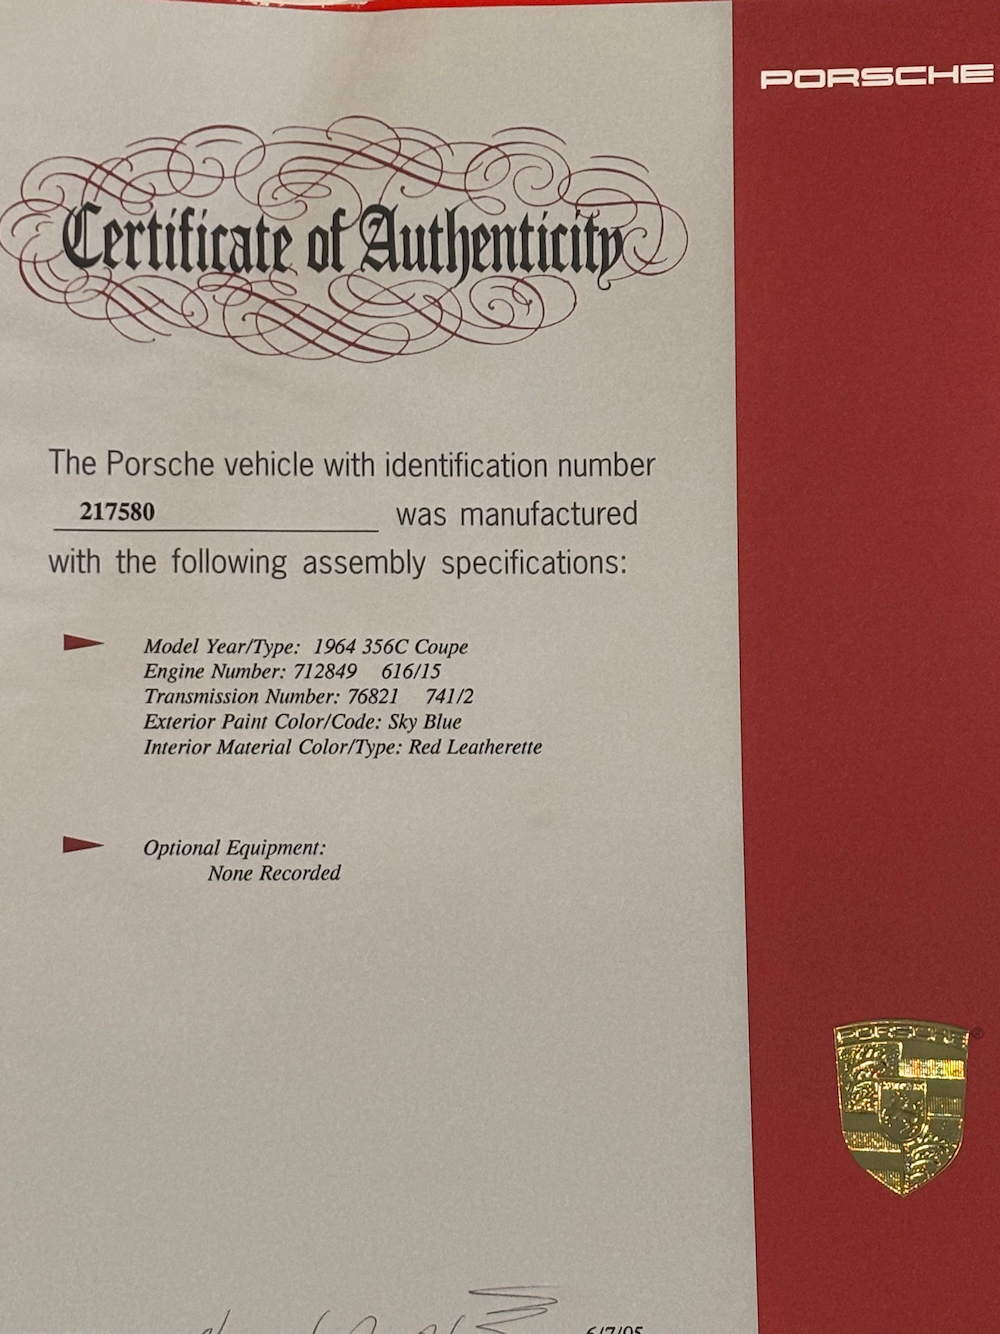 PORSCHE
Certificate of Authenticity
The Porsche vehicle with identification number
217580 was manufactured
with the following assembly specifications:
Model Year/Type: 1964 356C Coupe
Engine Number: 712849 616/15
Transmission Number: 76821 741/2
Exterior Paint Color/Code: Sky Blue
Interior Material Color/Type: Red Leatherette
Optional Equipment:
None Recorded
PORSCHE ®